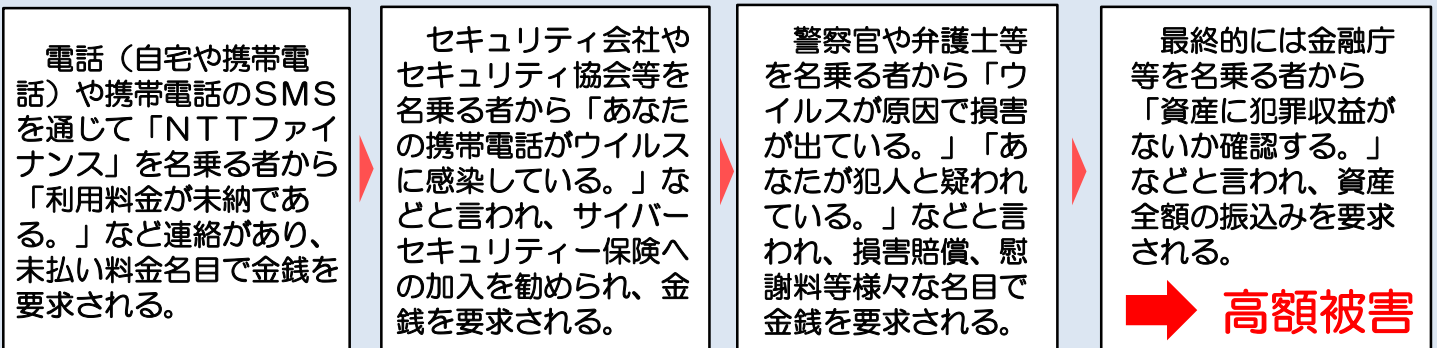 電話（自宅や携帯電
話）や携帯電話のＳＭＳ
を通じて「ＮＴＴファイ
ナンス」を名乗る者から
「利用料金が未納であ
る。」など連絡があり、
未払い料金名目で金銭を
要求される。
セキュリティ会社や
セキュリティ協会等を
名乗る者から「あなた
の携帯電話がウイルス
に感染している。」な
どと言われ、サイバー
セキュリティー保険へ
の加入を勧められ、金
銭を要求される。
警察官や弁護士等
を名乗る者から「ウ
イルスが原因で損害
が出ている。」「あ
なたが犯人と疑われ
ている。」などと言
われ、損害賠償、慰
謝料等様々な名目で
金銭を要求される。
最終的には金融庁
等を名乗る者から
「資産に犯罪収益が
ないか確認する。」
などと言われ、資産
全額の振込みを要求
される。
高額被害